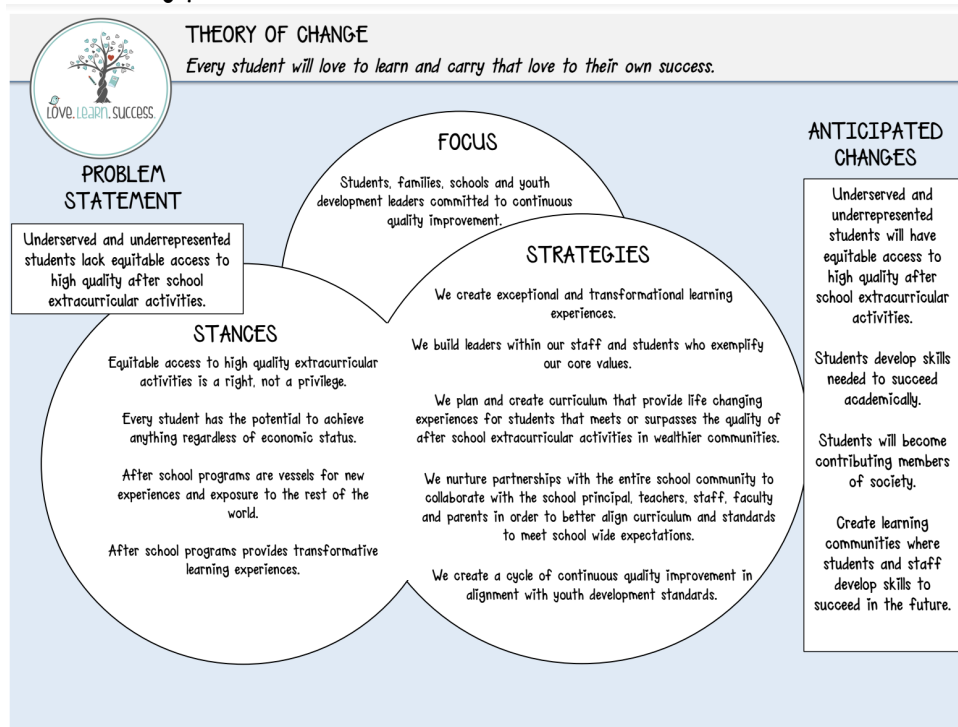 THEORY OF CHANGE
Every student will love to learn and carry that love to their own success.
LOVE. LEARN. SUCCESS.
PROBLEM
STATEMENT
Underserved and underrepresented
students lack equitable access to
high quality after school
extracurricular activities.
FOCUS
Students, families, schools and youth
development leaders committed to continuous
quality improvement.
STANCES
Equitable access to high quality extracurricular
activities is a right, not a privilege.
Every student has the potential to achieve
anything regardless of economic status.
After school programs are vessels for new
experiences and exposure to the rest of the
world.
After school programs provides transformative
learning experiences.
STRATEGIES
We create exceptional and transformational learning
experiences.
We build leaders within our staff and students who exemplify
our core values.
We plan and create curriculum that provide life changing
experiences for students that meets or surpasses the quality of
after school extracurricular activities in wealthier communities.
We nurture partnerships with the entire school community to
collaborate with the school principal, teachers, staff, faculty
and parents in order to better align curriculum and standards
to meet school wide expectations.
We create a cycle of continuous quality improvement in
alignment with youth development standards.
ANTICIPATED
CHANGES
Underserved and
underrepresented
students will have
equitable access to
high quality after
school extracurricular
activities.
Students develop skills
needed to succeed
academically.
Students will become
contributing members
of society.
Create learning
communities where
students and staff
develop skills to
succeed in the future.